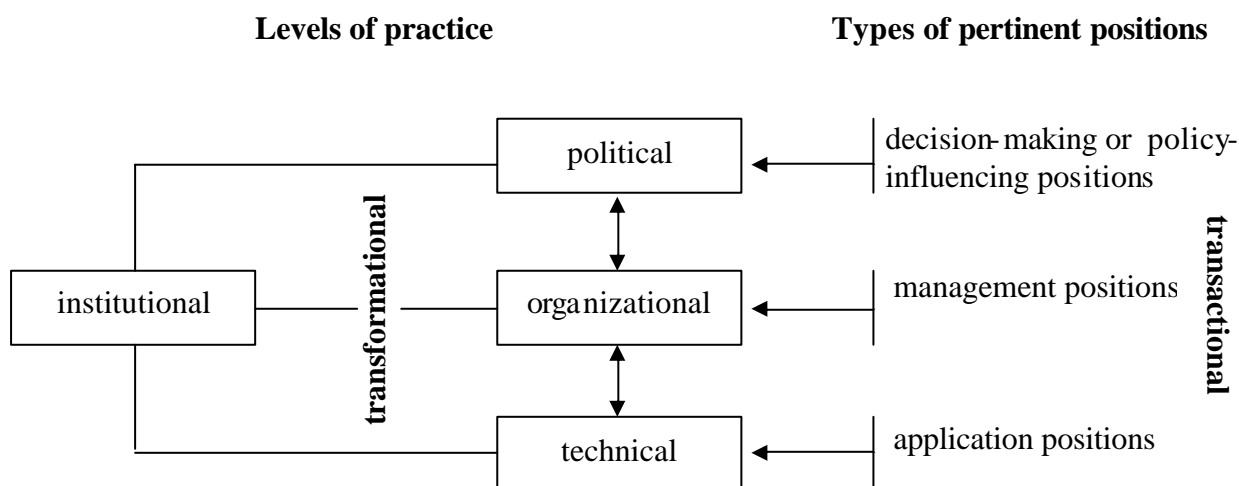 Levels of practice
Types of pertinent positions
political
decision-making or policy-
influencing positions
transformational
transactional
institutional
organizational
management positions
technical
application positions